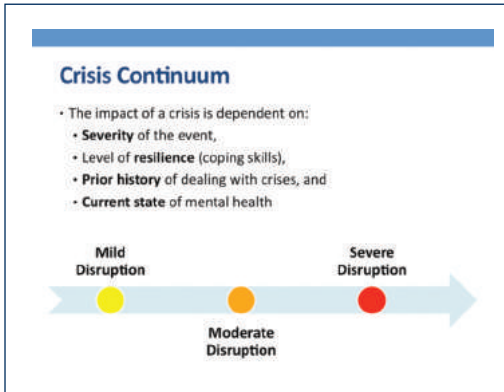 Crisis Continuum
• The impact of a crisis is dependent on:
• Severity of the event,
• Level of resilience (coping skills),
• Prior history of dealing with crises, and
• Current state of mental health
Mild
Disruption
Severe
Disruption
Moderate
Disruption